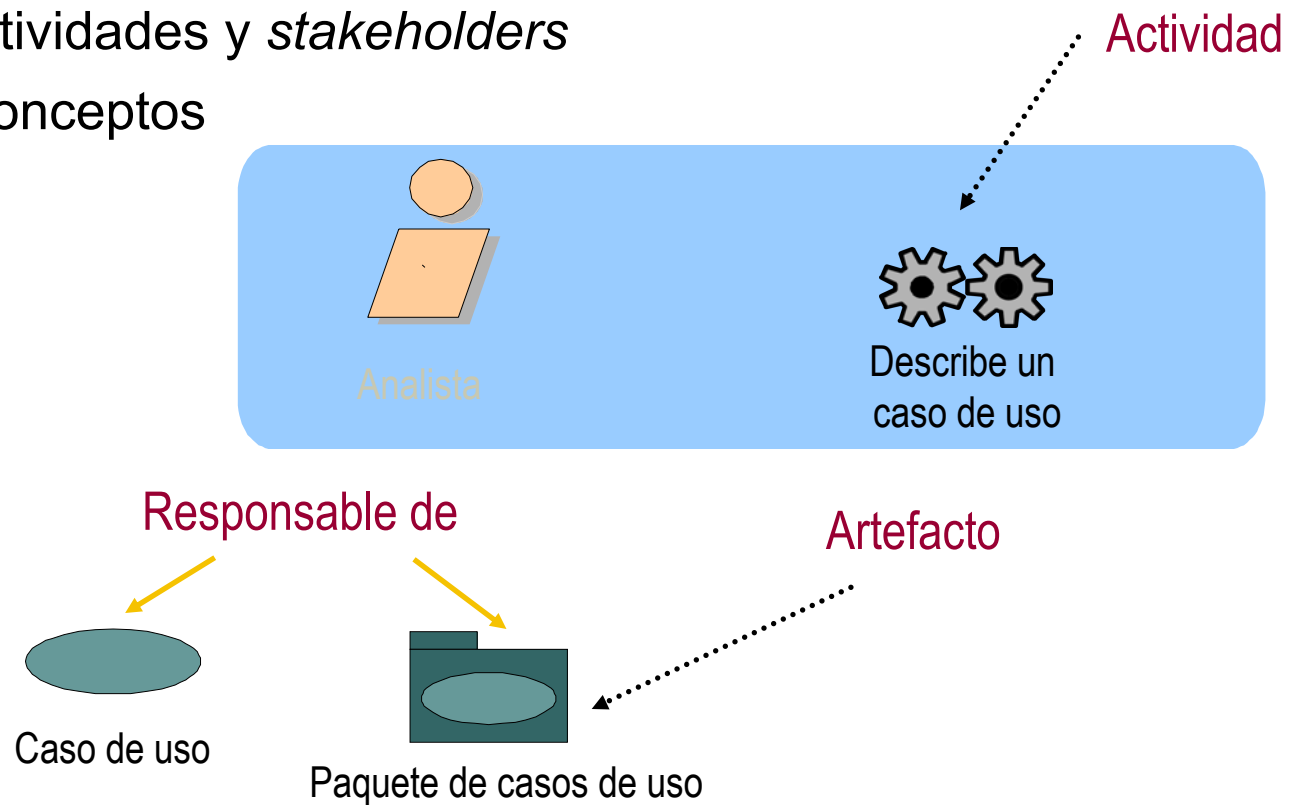 tividades y stakeholders
Actividad
onceptos
Analista
Describe un
caso de uso
Responsable de
Artefacto
Caso de uso
Paquete de casos de uso